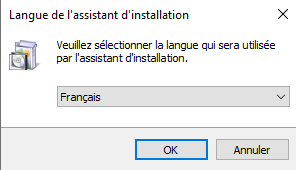 Langue de l'assistant d'installation
Veuillez sélectionner la langue qui sera utilisée
par l'assistant d'installation.
Français
OK
Annuler